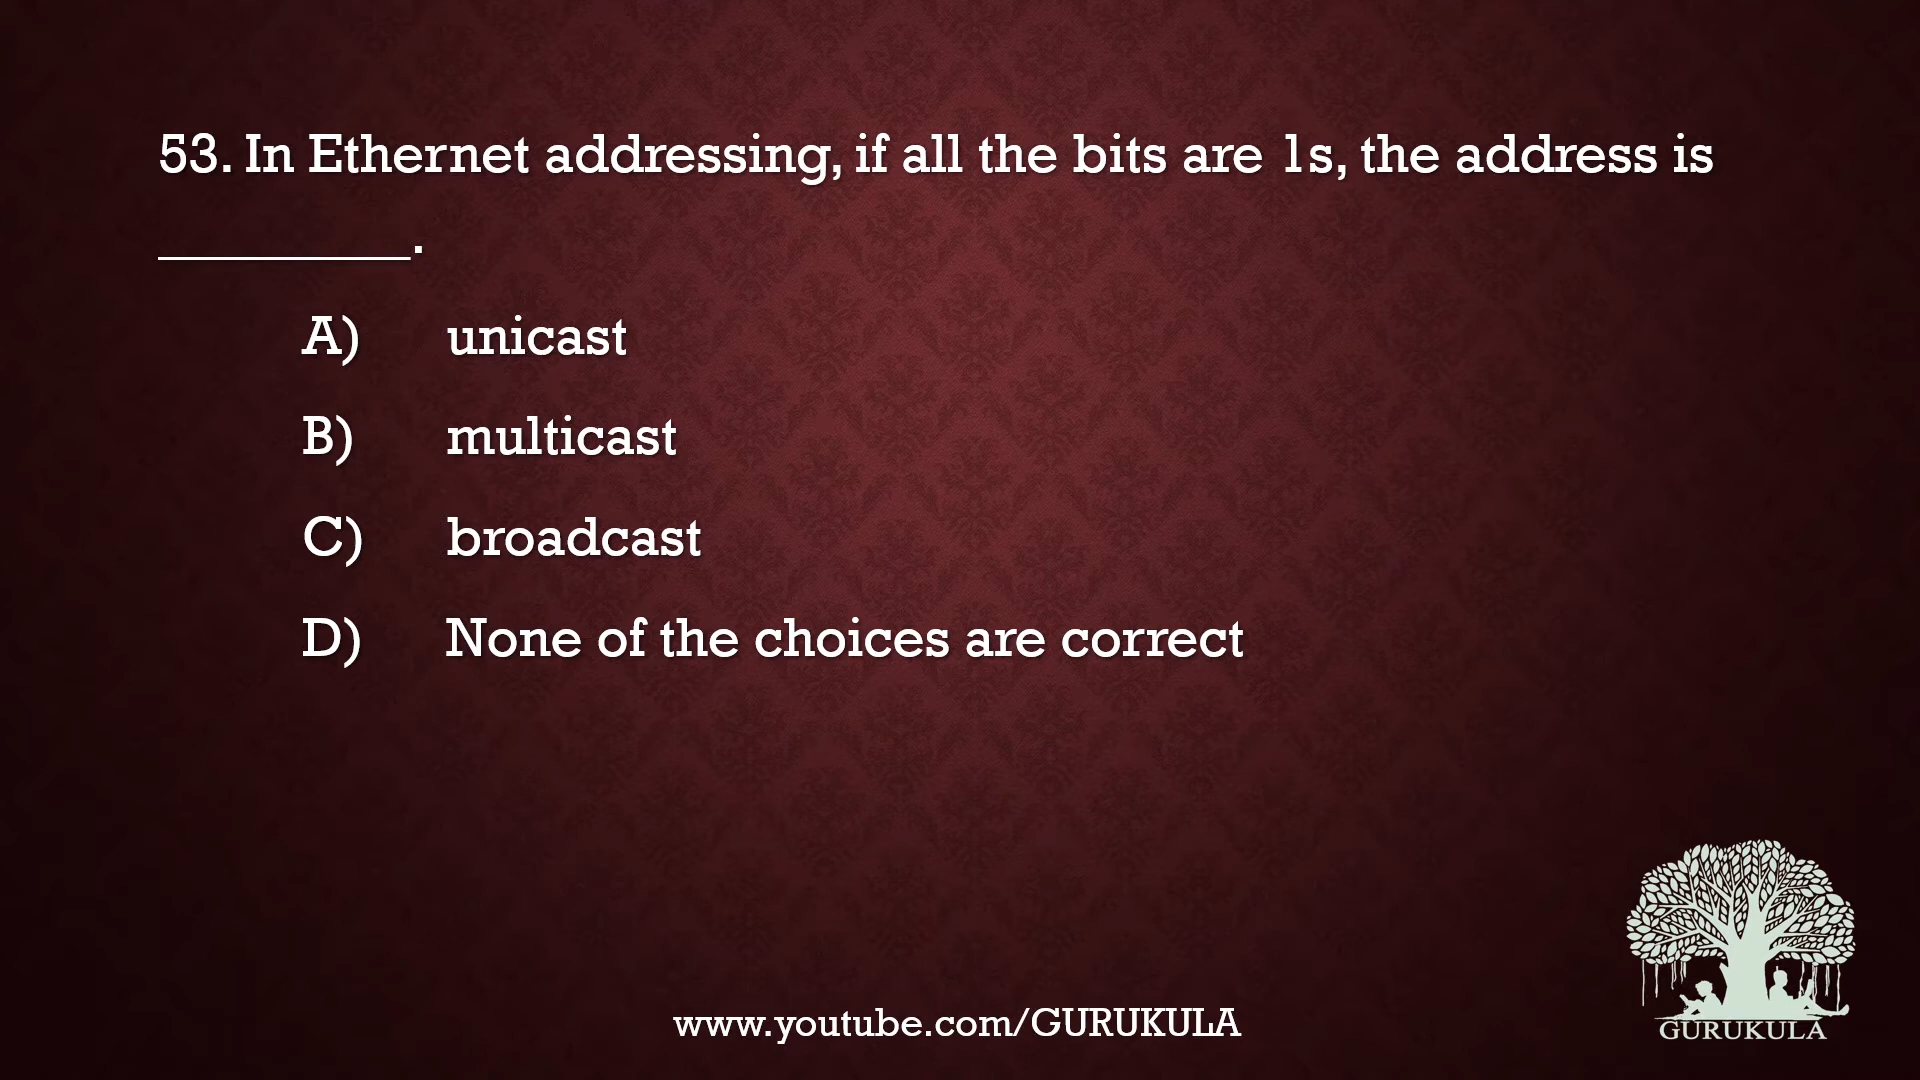 53. In Ethernet addressing, if all the bits are 1s, the address is
_________.
A) unicast
B) multicast
C) broadcast
D) None of the choices are correct
www.youtube.com/GURUKULA
GURUKULA